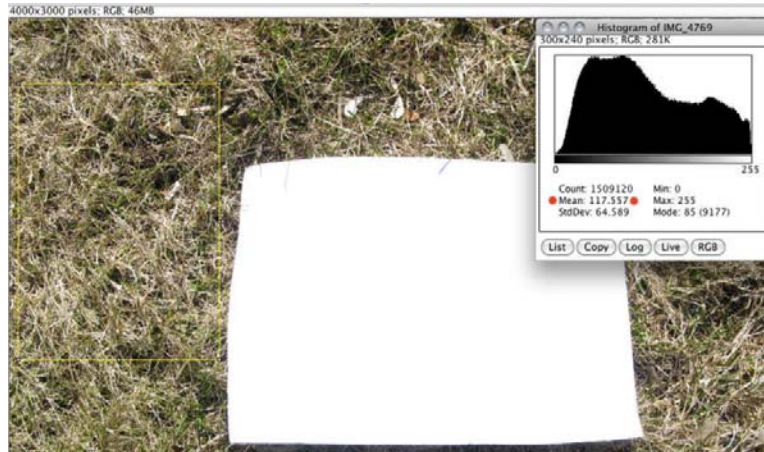 4000x3000 pixels; RGB; 46MB
Histogram of IMG_4769
300x240 pixels; RGB; 281K
0 255
Count: 1509120 Min: 0
Mean: 117.557 Max: 255
StdDev: 64.589 Mode: 85 (9177)
List Copy Log Live RGB